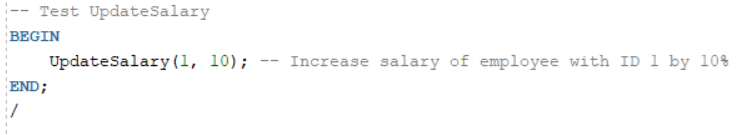 -- Test UpdateSalary
BEGIN
    UpdateSalary(1, 10); -- Increase salary of employee with ID 1 by 10%
END;
/